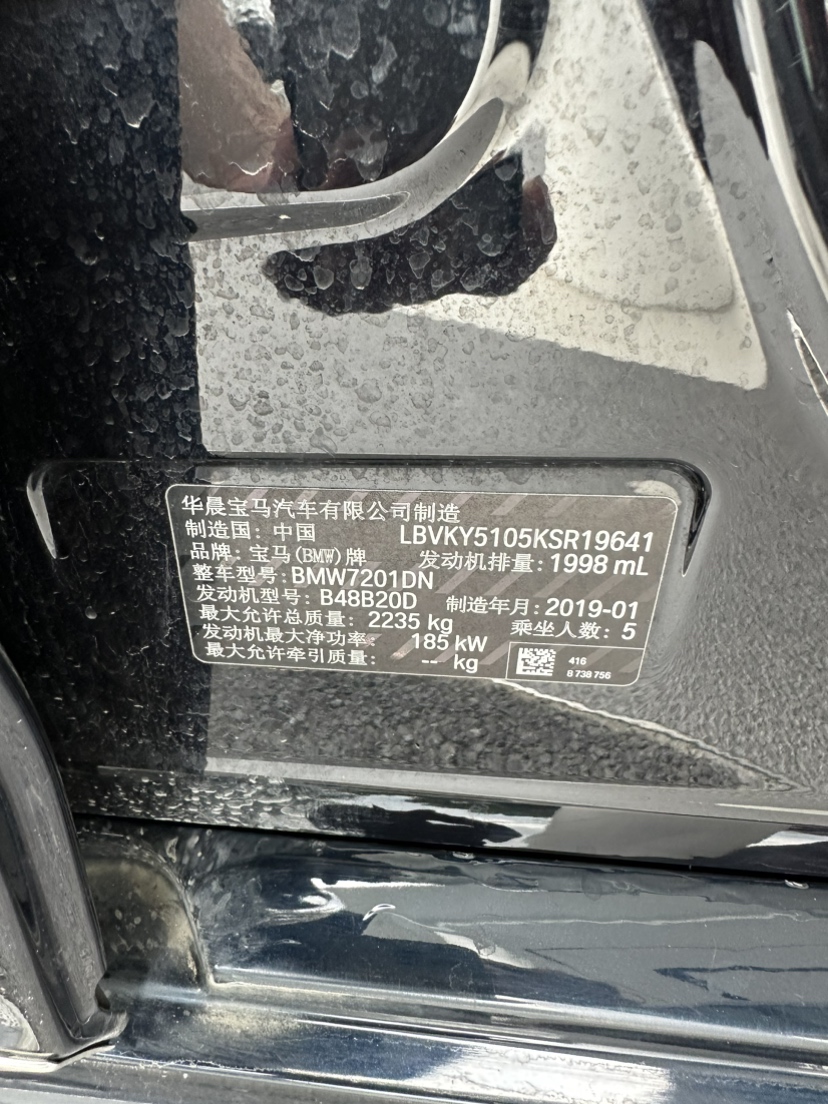 华晨宝马汽车有限公司制造
制造国: 中国 LBVKY5105KSR19641
品牌: 宝马(BMW)牌 发动机排量: 1998 mL
整车型号: BMW7201DN
发动机型号: B48B20D 制造年月: 2019-01
最大允许总质量: 2235 kg 乘坐人数: 5
发动机最大净功率: 185 kW
最大允许牵引质量: -- kg
416
8 738 756